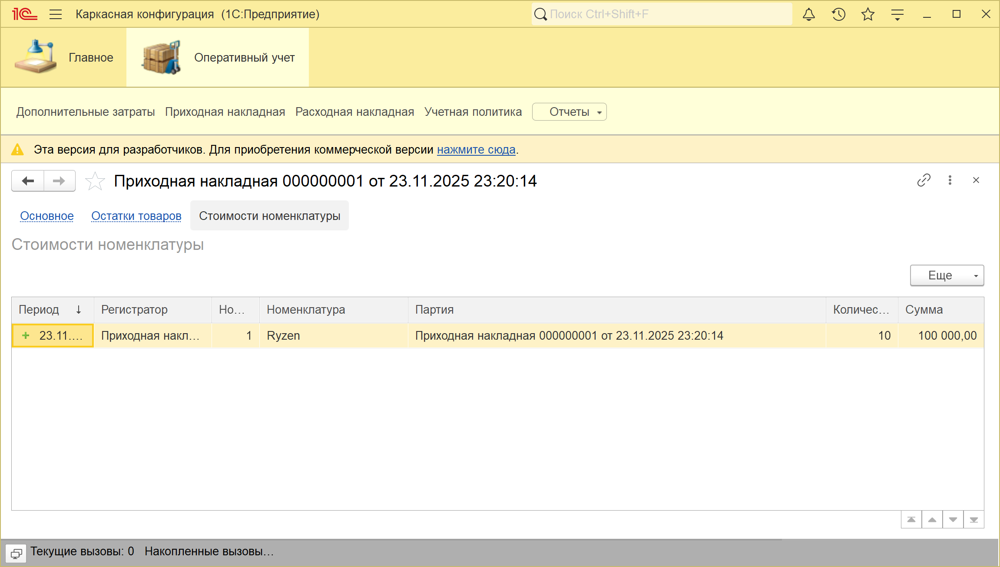 1С Каркасная конфигурация (1С:Предприятие) Поиск Ctrl+Shift+F
Главное Оперативный учет
Дополнительные затраты Приходная накладная Расходная накладная Учетная политика Отчеты
Эта версия для разработчиков. Для приобретения коммерческой версии нажмите сюда.
Приходная накладная 000000001 от 23.11.2025 23:20:14
Основное Остатки товаров Стоимости номенклатуры
Стоимости номенклатуры
Еще
Период ↓ Регистратор Но... Номенклатура Партия Количес... Сумма
23.11.... Приходная накл... 1 Ryzen Приходная накладная 000000001 от 23.11.2025 23:20:14 10 100 000,00
Текущие вызовы: 0 Накопленные вызовы...